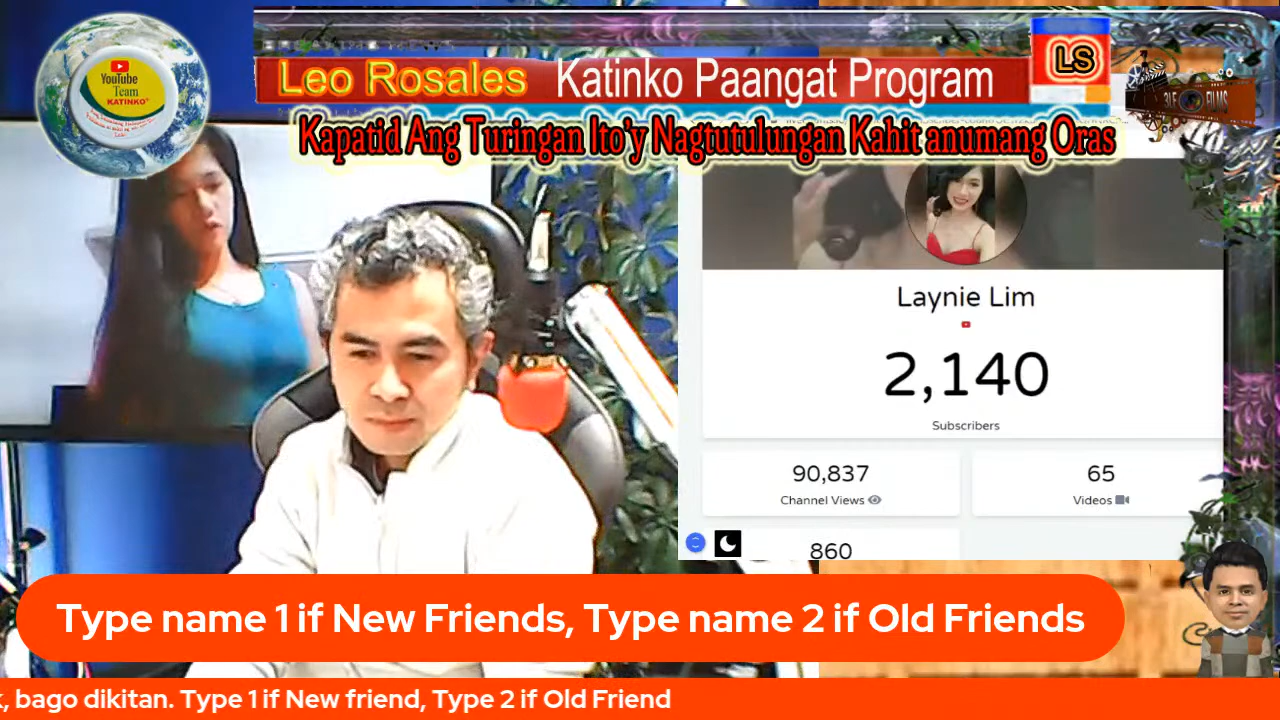 YouTube
Team
KATINKO
Leo Rosales Katinko Paangat Program
LS
3LF FILMS
Kapatid Ang Turingan Ito'y Nagtutulungan Kahit anumang Oras
Laynie Lim
2,140
Subscribers
90,837
Channel Views
65
Videos
860
Type name 1 if New Friends, Type name 2 if Old Friends
, bago dikitan. Type 1 if New friend, Type 2 if Old Friend